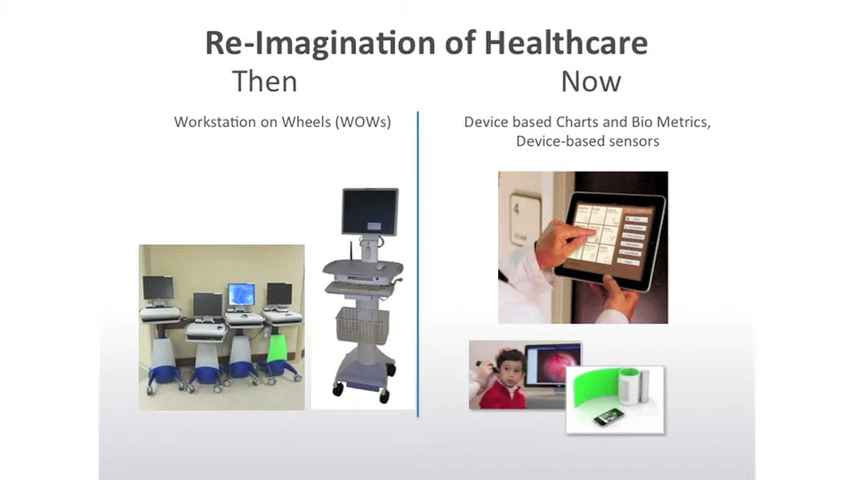 Re-Imagination of Healthcare
Then
Now
Workstation on Wheels (WOWs)
Device based Charts and Bio Metrics,
Device-based sensors
4